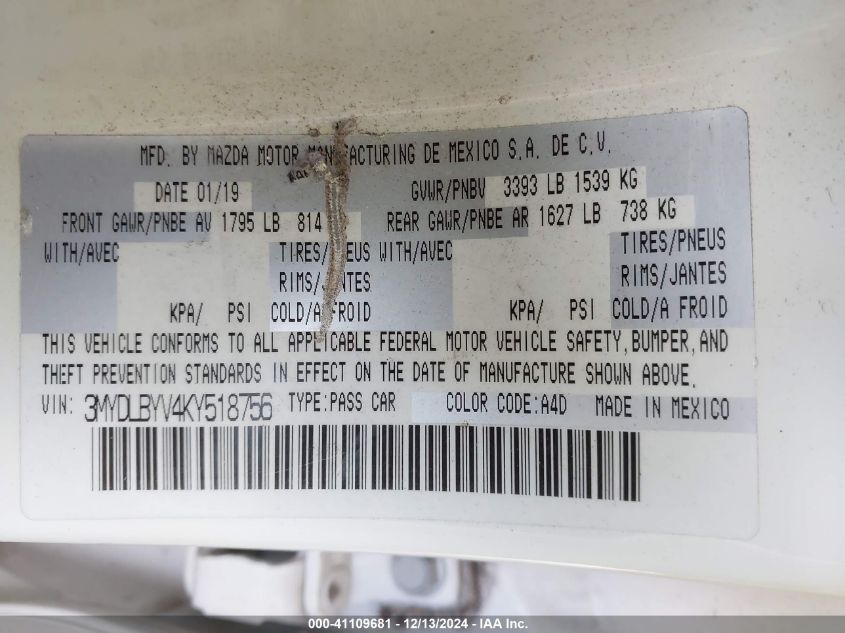 MFD. BY MAZDA MOTOR MANUFACTURING DE MEXICO S.A. DE C.V.
DATE 01/19 GVWR/PNBV 3393 LB 1539 KG
FRONT GAWR/PNBE AV 1795 LB 814 REAR GAWR/PNBE AR 1627 LB 738 KG
WITH/AVEC TIRES/PNEUS WITH/AVEC TIRES/PNEUS
RIMS/JANTES RIMS/JANTES
KPA/ PSI COLD/A FROID KPA/ PSI COLD/A FROID
THIS VEHICLE CONFORMS TO ALL APPLICABLE FEDERAL MOTOR VEHICLE SAFETY, BUMPER, AND
THEFT PREVENTION STANDARDS IN EFFECT ON THE DATE OF MANUFACTURE SHOWN ABOVE.
VIN: 3MYDLBYV4KY518756 TYPE:PASS CAR COLOR CODE:A4D MADE IN MEXICO
000-41109681 - 12/13/2024 - IAA Inc.